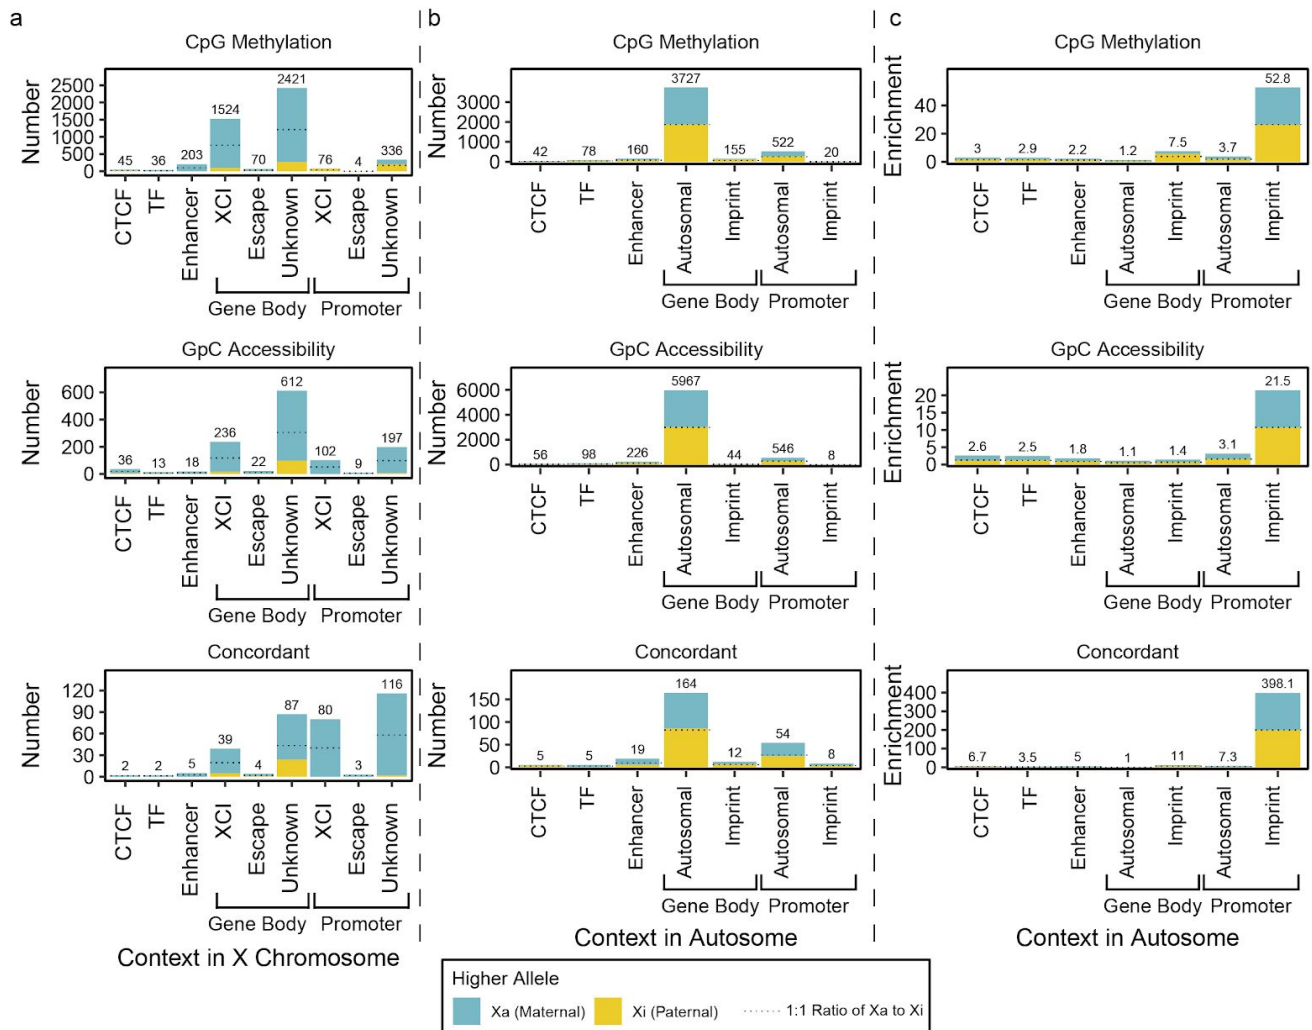 a
CpG Methylation
Number
2500
2000
1500
1000
500
0
45
36
203
1524
70
2421
76
4
336
CTCF
TF
Enhancer
XCI
Escape
Unknown
XCI
Escape
Unknown
Gene Body
Promoter
GpC Accessibility
Number
600
400
200
0
36
13
18
236
22
612
102
9
197
CTCF
TF
Enhancer
XCI
Escape
Unknown
XCI
Escape
Unknown
Gene Body
Promoter
Concordant
Number
120
90
60
30
0
2
2
5
39
4
87
80
3
116
CTCF
TF
Enhancer
XCI
Escape
Unknown
XCI
Escape
Unknown
Gene Body
Promoter
Context in X Chromosome
b
CpG Methylation
Number
3000
2000
1000
0
42
78
160
3727
155
522
20
CTCF
TF
Enhancer
Autosomal
Imprint
Autosomal
Imprint
Gene Body
Promoter
GpC Accessibility
Number
6000
4000
2000
0
56
98
226
5967
44
546
8
CTCF
TF
Enhancer
Autosomal
Imprint
Autosomal
Imprint
Gene Body
Promoter
Concordant
Number
150
100
50
0
5
5
19
164
12
54
8
CTCF
TF
Enhancer
Autosomal
Imprint
Autosomal
Imprint
Gene Body
Promoter
Context in Autosome
c
CpG Methylation
Enrichment
40
20
0
3
2.9
2.2
1.2
7.5
3.7
52.8
CTCF
TF
Enhancer
Autosomal
Imprint
Autosomal
Imprint
Gene Body
Promoter
GpC Accessibility
Enrichment
20
15
10
5
0
2.6
2.5
1.8
1.1
1.4
3.1
21.5
CTCF
TF
Enhancer
Autosomal
Imprint
Autosomal
Imprint
Gene Body
Promoter
Concordant
Enrichment
400
300
200
100
0
6.7
3.5
5
1
11
7.3
398.1
CTCF
TF
Enhancer
Autosomal
Imprint
Autosomal
Imprint
Gene Body
Promoter
Context in Autosome
Higher Allele
Xa (Maternal)
Xi (Paternal)
1:1 Ratio of Xa to Xi